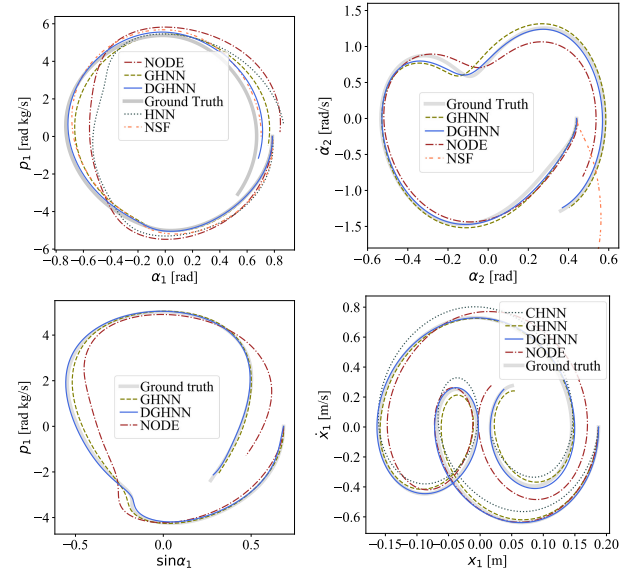 6
4
2
0
−2
−4
−6
−0.8 −0.6 −0.4 −0.2 0.0 0.2 0.4 0.6 0.8
p₁ [rad kg/s]
α₁ [rad]
NODE
GHNN
DGHNN
Ground Truth
HNN
NSF
1.5
1.0
0.5
0.0
−0.5
−1.0
−1.5
−0.6 −0.4 −0.2 0.0 0.2 0.4 0.6
α̇₂ [rad/s]
α₂ [rad]
Ground Truth
GHNN
DGHNN
NODE
NSF
4
2
0
−2
−4
−0.5 0.0 0.5
p₁ [rad kg/s]
sinα₁
Ground truth
GHNN
DGHNN
NODE
0.8
0.6
0.4
0.2
0.0
−0.2
−0.4
−0.6
−0.15 −0.10 −0.05 0.00 0.05 0.10 0.15 0.20
ẋ₁ [m/s]
x₁ [m]
CHNN
GHNN
DGHNN
NODE
Ground truth